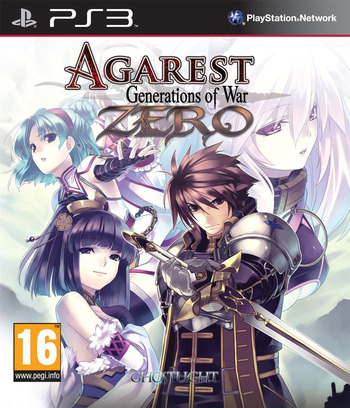 PS3
PlayStation®Network
AGAREST
Generations of War
ZERO
16
www.pegi.info
GHOSTLIGHT